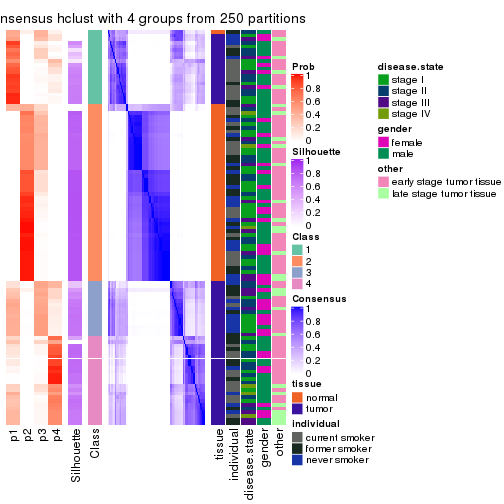 nsensus hclust with 4 groups from 250 partitions
Prob
1
0.8
0.6
0.4
0.2
0
Silhouette
1
0.8
0.6
0.4
0.2
0
Class
1
2
3
4
Consensus
1
0.8
0.6
0.4
0.2
0
tissue
normal
tumor
individual
current smoker
former smoker
never smoker
disease.state
stage I
stage II
stage III
stage IV
gender
female
male
other
early stage tumor tissue
late stage tumor tissue
p1
p2
p3
p4
Silhouette
Class
tissue
individual
disease.state
gender
other